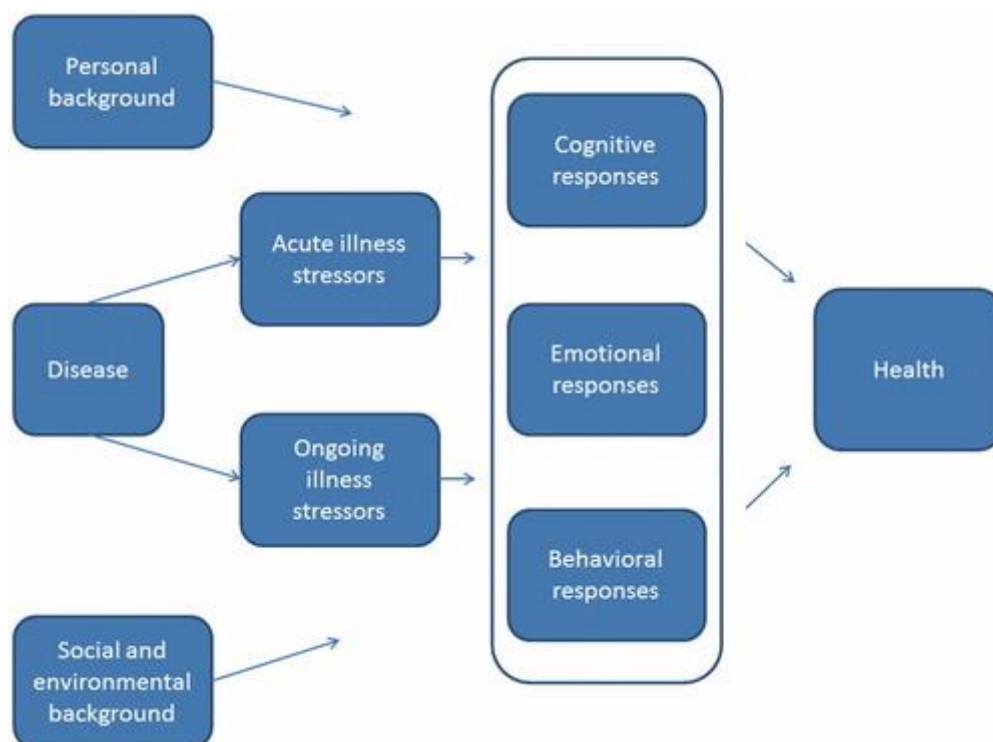 Personal
background
Acute illness
stressors
Disease
Ongoing
illness
stressors
Social and
environmental
background
Cognitive
responses
Emotional
responses
Behavioral
responses
Health